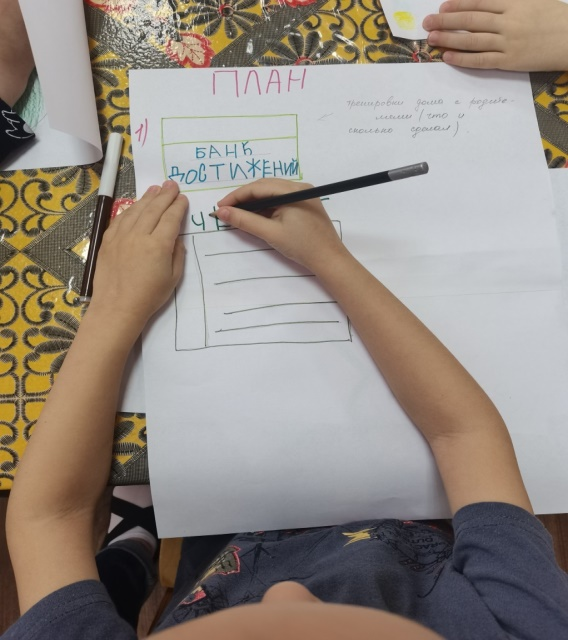 ПЛАН
1)
БАНК
ДОСТИЖЕНИЙ
тренировки дома с родите-
лями (что и
сколько сделал)
Ч